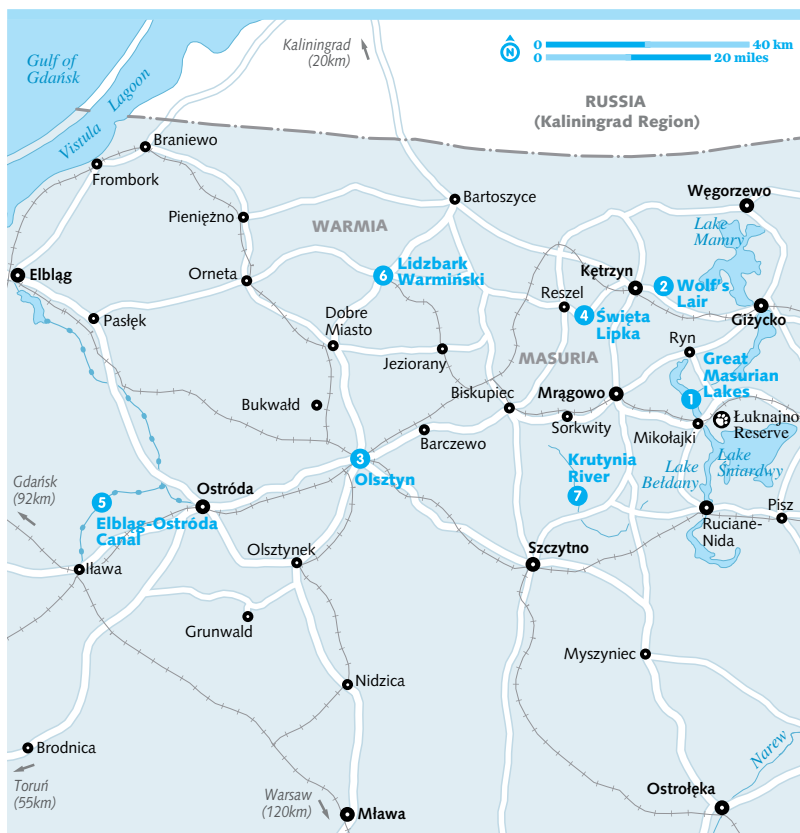 Gulf of
Gdańsk
Vistula Lagoon
Kaliningrad
(20km)
N
0 40 km
0 20 miles
RUSSIA
(Kaliningrad Region)
Braniewo
Frombork
Pieniężno
WARMIA
Bartoszyce
Węgorzewo
Lake
Mamry
Elbląg
Orneta
6 Lidzbark
Warmiński
Kętrzyn
2 Wolf's
Lair
Reszel
4 Święta
Lipka
Giżycko
Pasłęk
Dobre
Miasto
Jeziorany
MASURIA
Ryn
Great
Masurian
Lakes
1
Bukwałd
Biskupiec
Mrągowo
Sorkwity
Mikołajki
Łuknajno
Reserve
Barczewo
3
Olsztyn
Krutynia
River
7
Lake
Bełdany
Lake
Śniardwy
Gdańsk
(92km)
5
Elbląg-Ostróda
Canal
Ostróda
Ruciane-
Nida
Pisz
Iława
Olsztynek
Szczytno
Grunwald
Myszyniec
Nidzica
Brodnica
Toruń
(55km)
Warsaw
(120km)
Mława
Narew
Ostrołęka